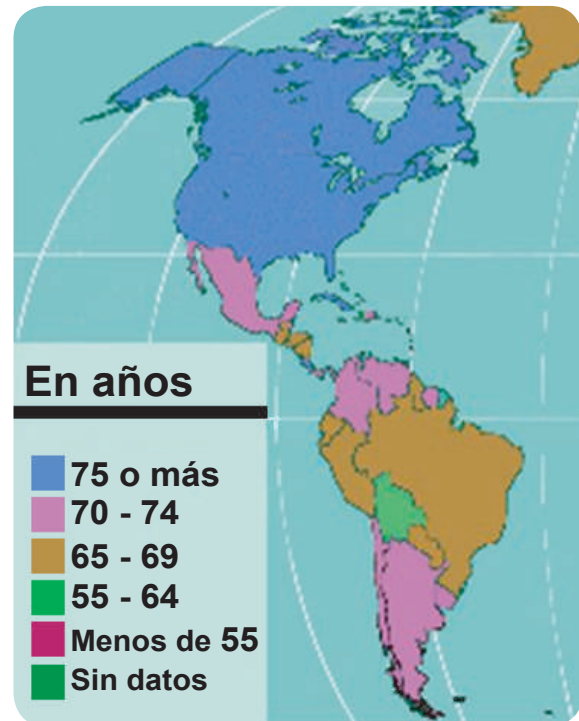 En años
75 o más
70 - 74
65 - 69
55 - 64
Menos de 55
Sin datos